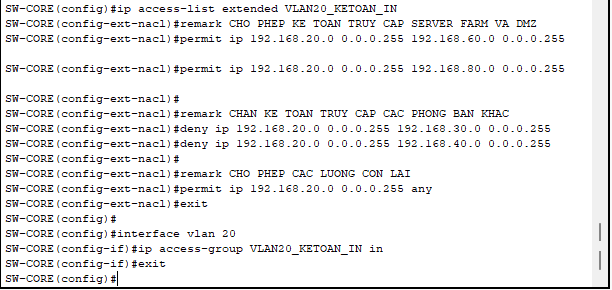 SW-CORE(config)#ip access-list extended VLAN20_KETOAN_IN
SW-CORE(config-ext-nacl)#remark CHO PHEP KE TOAN TRUY CAP SERVER FARM VA DMZ
SW-CORE(config-ext-nacl)#permit ip 192.168.20.0 0.0.0.255 192.168.60.0 0.0.0.255
SW-CORE(config-ext-nacl)#permit ip 192.168.20.0 0.0.0.255 192.168.80.0 0.0.0.255
SW-CORE(config-ext-nacl)#
SW-CORE(config-ext-nacl)#remark CHAN KE TOAN TRUY CAP CAC PHONG BAN KHAC
SW-CORE(config-ext-nacl)#deny ip 192.168.20.0 0.0.0.255 192.168.30.0 0.0.0.255
SW-CORE(config-ext-nacl)#deny ip 192.168.20.0 0.0.0.255 192.168.40.0 0.0.0.255
SW-CORE(config-ext-nacl)#
SW-CORE(config-ext-nacl)#remark CHO PHEP CAC LUONG CON LAI
SW-CORE(config-ext-nacl)#permit ip 192.168.20.0 0.0.0.255 any
SW-CORE(config-ext-nacl)#exit
SW-CORE(config)#
SW-CORE(config)#interface vlan 20
SW-CORE(config-if)#ip access-group VLAN20_KETOAN_IN in
SW-CORE(config-if)#exit
SW-CORE(config)#